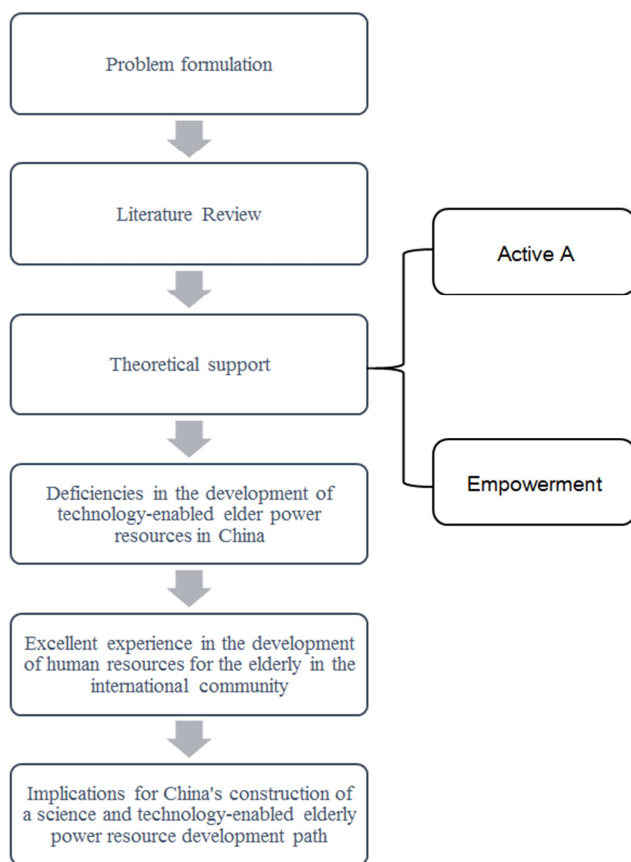 Problem formulation
Literature Review
Active A
Theoretical support
Empowerment
Deficiencies in the development of
technology-enabled elder power
resources in China
Excellent experience in the development
of human resources for the elderly in the
international community
Implications for China's construction of
a science and technology-enabled elderly
power resource development path